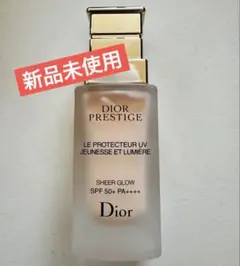 新品未使用
DIOR
PRESTIGE
LE PROTECTEUR UV
JEUNESSE ET LUMIÈRE
SHEER GLOW
SPF 50+ PA++++
Dior